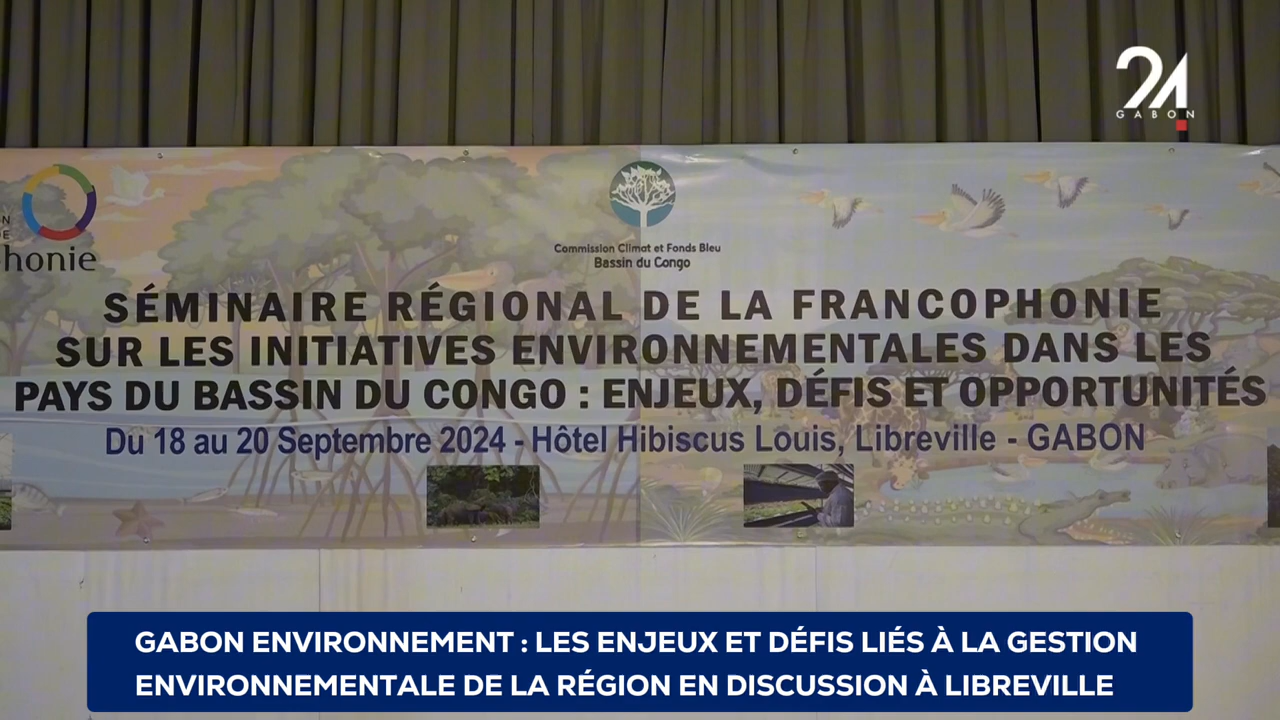 24
GABON
N
E
honie
Commission Climat et Fonds Bleu
Bassin du Congo
SÉMINAIRE RÉGIONAL DE LA FRANCOPHONIE
SUR LES INITIATIVES ENVIRONNEMENTALES DANS LES
PAYS DU BASSIN DU CONGO : ENJEUX, DÉFIS ET OPPORTUNITÉS
Du 18 au 20 Septembre 2024 - Hôtel Hibiscus Louis, Libreville - GABON
GABON ENVIRONNEMENT : LES ENJEUX ET DÉFIS LIÉS À LA GESTION
ENVIRONNEMENTALE DE LA RÉGION EN DISCUSSION À LIBREVILLE